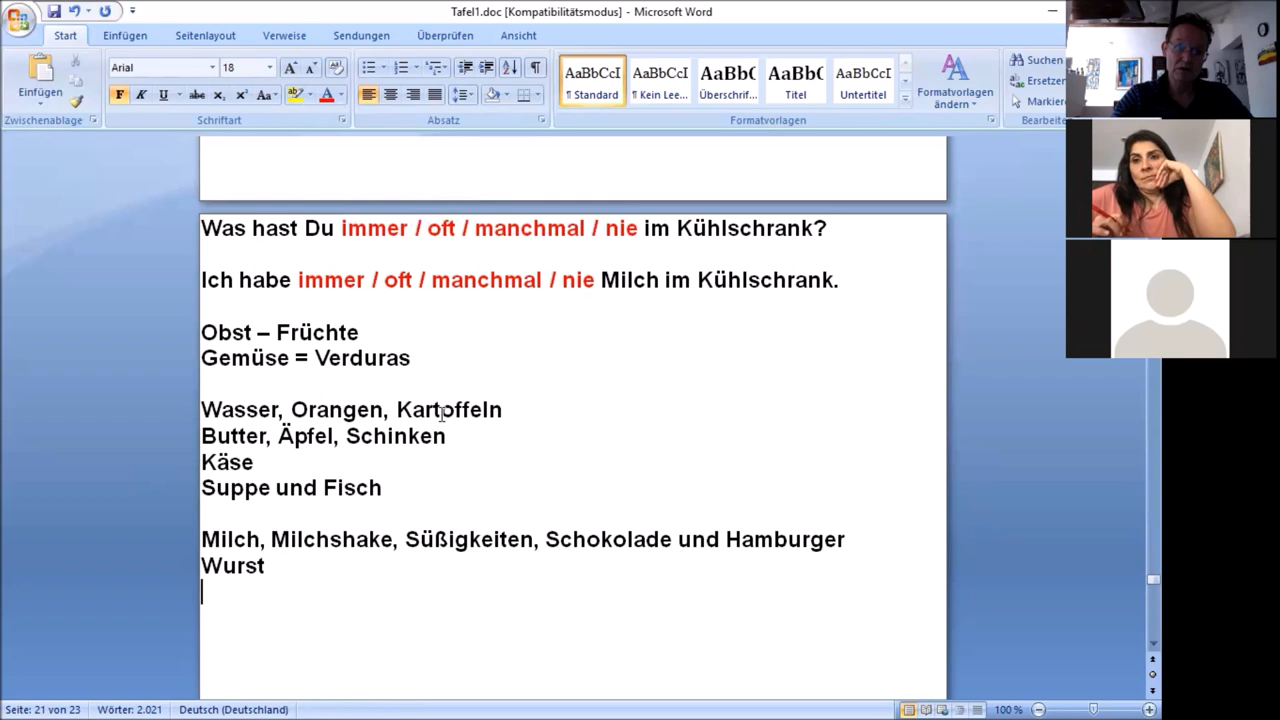 Tafel1.doc [Kompatibilitätsmodus] - Microsoft Word
Start Einfügen Seitenlayout Verweise Sendungen Überprüfen Ansicht
Einfügen
Zwischenablage
Arial 18
F K U abc x₂ x² Aa
Schriftart
Absatz
AaBbCcI AaBbCcI AaBbC AaBbC AaBbCcI
¶ Standard ¶ Kein Lee... Überschrif... Titel Untertitel
Formatvorlagen ändern
Formatvorlagen
Suchen
Ersetzen
Markieren
Was hast Du immer / oft / manchmal / nie im Kühlschrank?
Ich habe immer / oft / manchmal / nie Milch im Kühlschrank.
Obst – Früchte
Gemüse = Verduras
Wasser, Orangen, Kartoffeln
Butter, Äpfel, Schinken
Käse
Suppe und Fisch
Milch, Milchshake, Süßigkeiten, Schokolade und Hamburger
Wurst
Seite: 21 von 23 Wörter: 2.021 Deutsch (Deutschland) 100 %